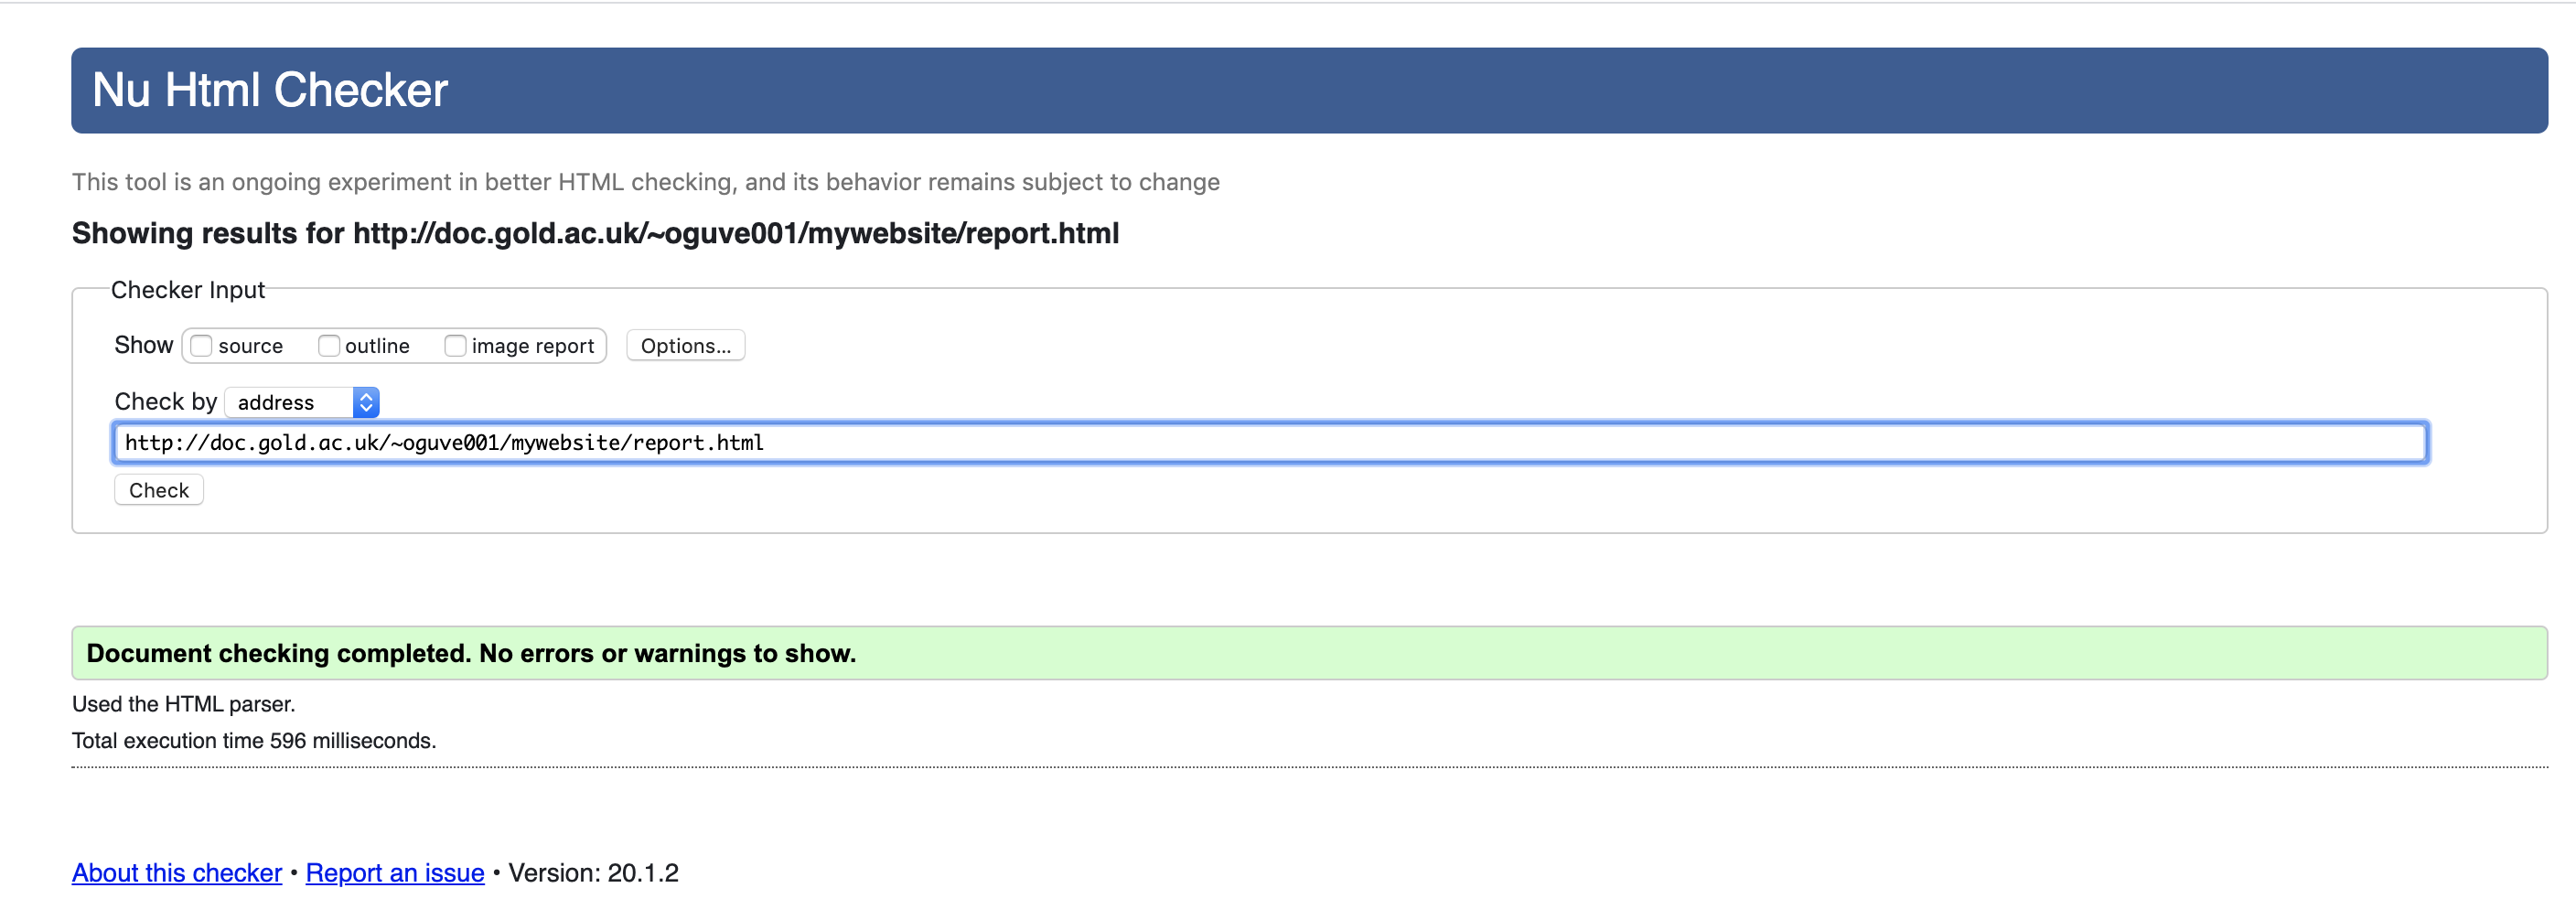 Nu Html Checker
This tool is an ongoing experiment in better HTML checking, and its behavior remains subject to change
Showing results for http://doc.gold.ac.uk/~oguve001/mywebsite/report.html
Checker Input
Show source outline image report Options...
Check by address
http://doc.gold.ac.uk/~oguve001/mywebsite/report.html
Check
Document checking completed. No errors or warnings to show.
Used the HTML parser.
Total execution time 596 milliseconds.
About this checker • Report an issue • Version: 20.1.2